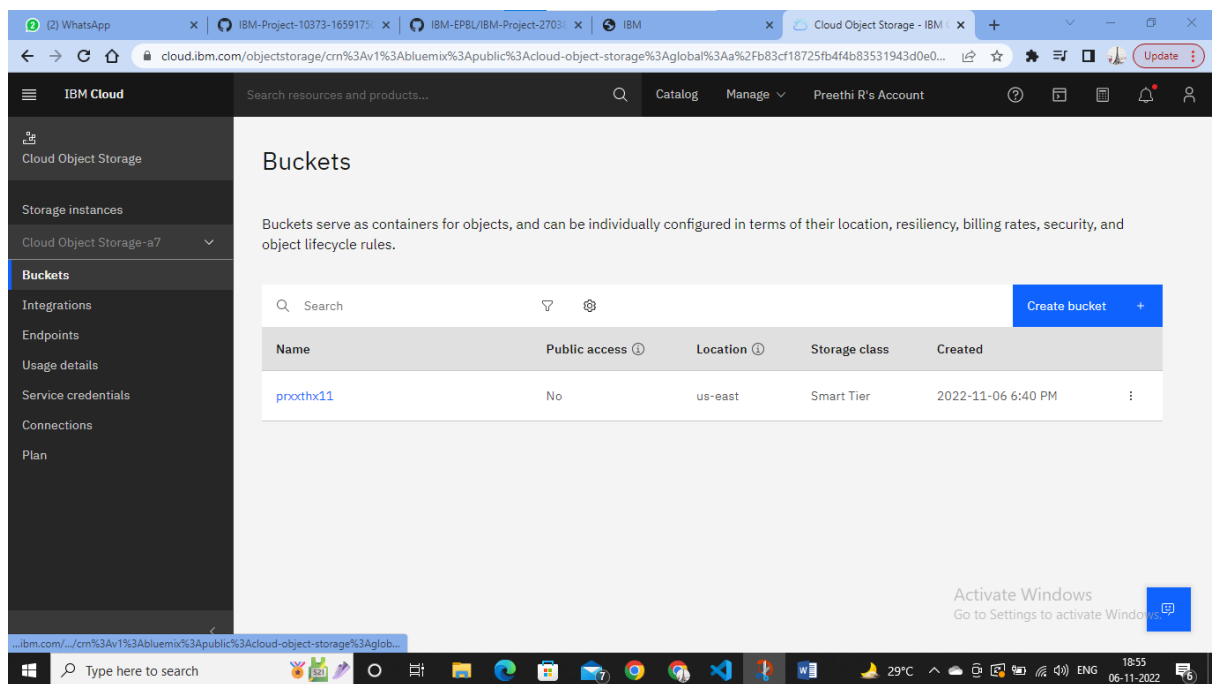 (2) WhatsApp
IBM-Project-10373-1659175
IBM-EPBL/IBM-Project-2703
IBM
Cloud Object Storage - IBM
cloud.ibm.com/objectstorage/crn%3Av1%3Abluemix%3Apublic%3Acloud-object-storage%3Aglobal%3Aa%2Fb83cf18725fb4f4b83531943d0e0...
Update
IBM Cloud
Search resources and products...
Catalog
Manage
Preethi R's Account
Cloud Object Storage
Storage instances
Cloud Object Storage-a7
Buckets
Integrations
Endpoints
Usage details
Service credentials
Connections
Plan
Buckets
Buckets serve as containers for objects, and can be individually configured in terms of their location, resiliency, billing rates, security, and
object lifecycle rules.
Search
Create bucket +
Name Public access Location Storage class Created
prxxthx11 No us-east Smart Tier 2022-11-06 6:40 PM
Activate Windows
Go to Settings to activate Windows.
...ibm.com/.../crn%3Av1%3Abluemix%3Apublic%3Acloud-object-storage%3Aglob...
Type here to search
29°C
ENG
18:55
06-11-2022